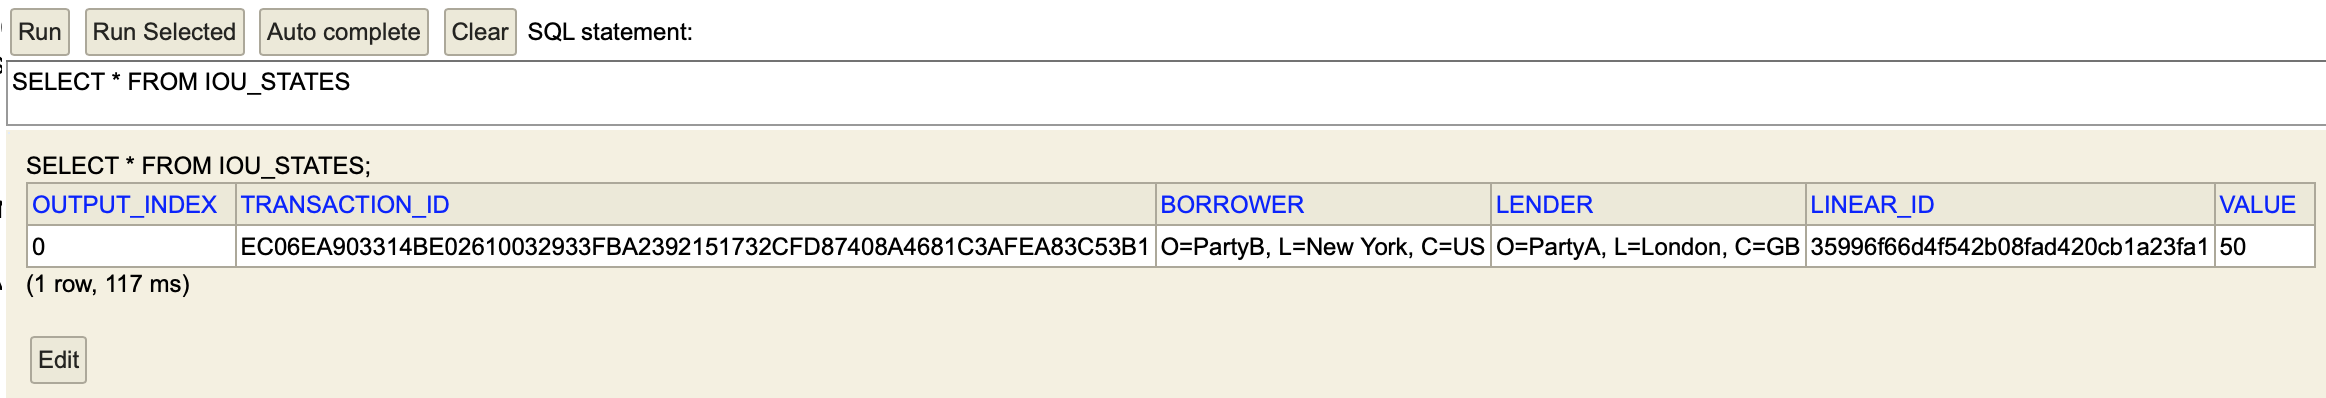 Run Run Selected Auto complete Clear SQL statement:
SELECT * FROM IOU_STATES
SELECT * FROM IOU_STATES;
OUTPUT_INDEX TRANSACTION_ID BORROWER LENDER LINEAR_ID VALUE
0 EC06EA903314BE02610032933FBA2392151732CFD87408A4681C3AFEA83C53B1 O=PartyB, L=New York, C=US O=PartyA, L=London, C=GB 35996f66d4f542b08fad420cb1a23fa1 50
(1 row, 117 ms)
Edit